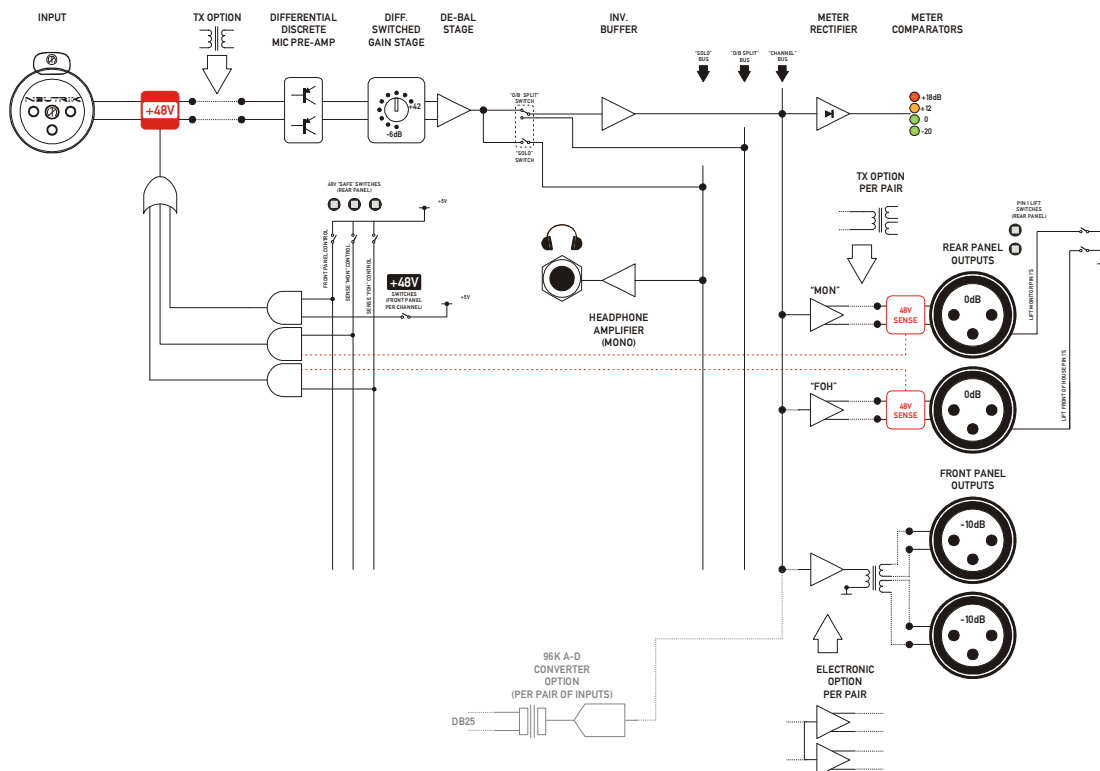 INPUT
TX OPTION
DIFFERENTIAL
DISCRETE
MIC PRE-AMP
DIFF.
SWITCHED
GAIN STAGE
DE-BAL
STAGE
INV.
BUFFER
METER
RECTIFIER
METER
COMPARATORS
"SOLO"
BUS
"O/B SPLIT"
BUS
"CHANNEL"
BUS
NEUTRIK
+48V
+42
-6dB
"O/B SPLIT"
SWITCH
"SOLO"
SWITCH
+18dB
+12
0
-20
48V "SAFE" SWITCHES
(REAR PANEL)
+5V
FRONT PANEL CONTROL
SENSE "MON" CONTROL
SENSE "FOH" CONTROL
+48V
SWITCHES
(FRONT PANEL
PER CHANNEL)
+5V
HEADPHONE
AMPLIFIER
(MONO)
TX OPTION
PER PAIR
PIN 1 LIFT
SWITCHES
(REAR PANEL)
REAR PANEL
OUTPUTS
"MON"
48V
SENSE
0dB
LIFT MONITOR PIN 1'S
"FOH"
48V
SENSE
0dB
LIFT FRONT OF HOUSE PIN 1'S
FRONT PANEL
OUTPUTS
-10dB
-10dB
ELECTRONIC
OPTION
PER PAIR
96K A-D
CONVERTER
OPTION
(PER PAIR OF INPUTS)
DB25